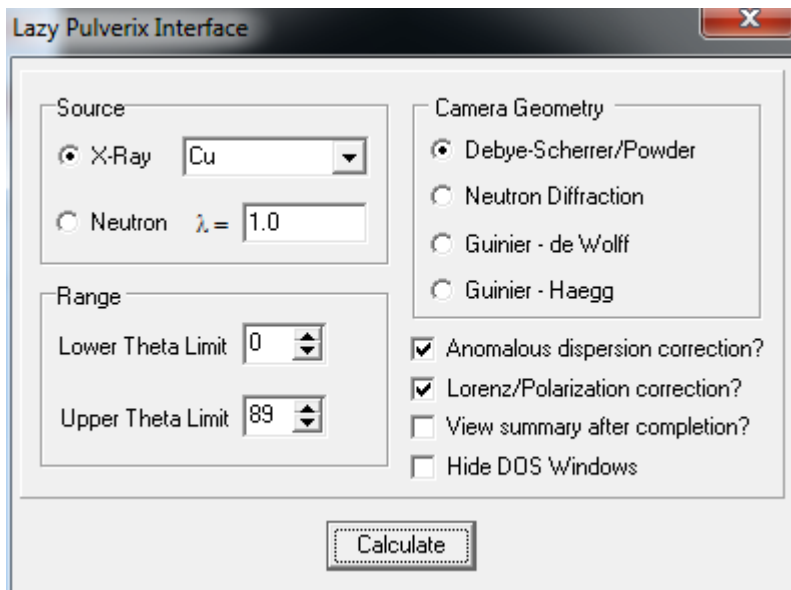 Lazy Pulverix Interface
Source
X-Ray
Cu
Neutron λ = 1.0
Range
Lower Theta Limit 0
Upper Theta Limit 89
Camera Geometry
Debye-Scherrer/Powder
Neutron Diffraction
Guinier - de Wolff
Guinier - Haegg
Anomalous dispersion correction?
Lorenz/Polarization correction?
View summary after completion?
Hide DOS Windows
Calculate